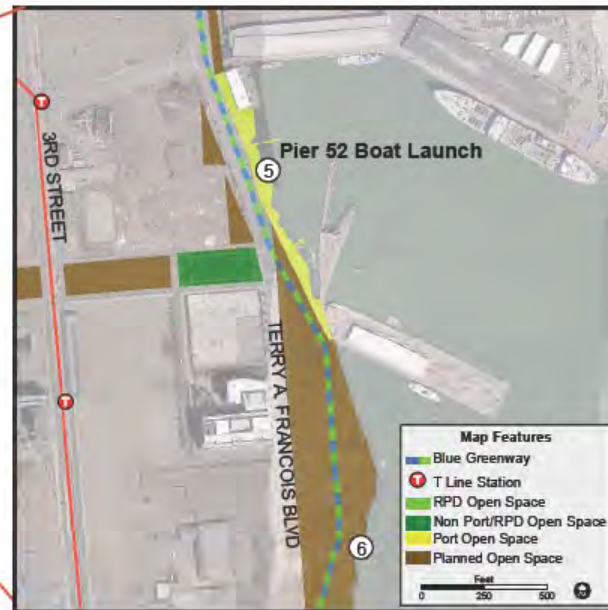 Pier 52 Boat Launch
5
T
3RD STREET
TERRY A. FRANCOIS BLVD
T
6
Map Features
Blue Greenway
T T Line Station
RPD Open Space
Non Port/RPD Open Space
Port Open Space
Planned Open Space
Feet
0 250 500